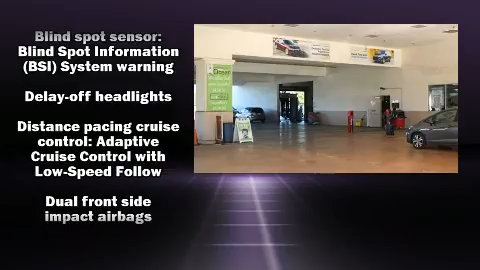 Blind spot sensor:
Blind Spot Information
(BSI) System warning
Delay-off headlights
Distance pacing cruise
control: Adaptive
Cruise Control with
Low-Speed Follow
Dual front side
impact airbags